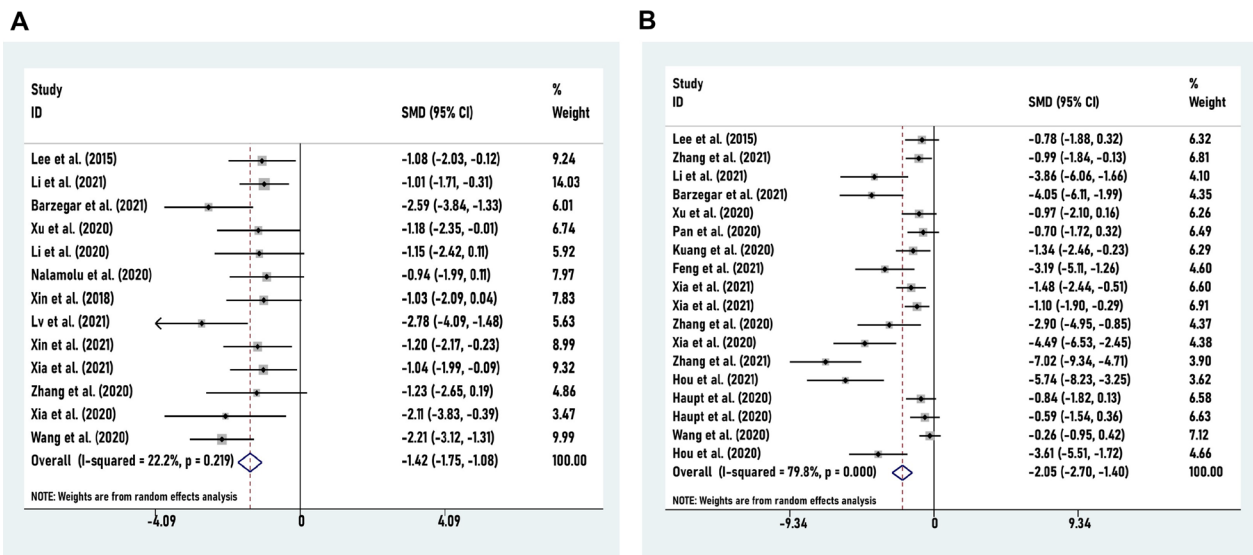 A
Study %
ID SMD (95% CI) Weight
Lee et al. (2015) -1.08 (-2.03, -0.12) 9.24
Li et al. (2021) -1.01 (-1.71, -0.31) 14.03
Barzegar et al. (2021) -2.59 (-3.84, -1.33) 6.01
Xu et al. (2020) -1.18 (-2.35, -0.01) 6.74
Li et al. (2020) -1.15 (-2.42, 0.11) 5.92
Nalamolu et al. (2020) -0.94 (-1.99, 0.11) 7.97
Xin et al. (2018) -1.03 (-2.09, 0.04) 7.83
Lv et al. (2021) -2.78 (-4.09, -1.48) 5.63
Xin et al. (2021) -1.20 (-2.17, -0.23) 8.99
Xia et al. (2021) -1.04 (-1.99, -0.09) 9.32
Zhang et al. (2020) -1.23 (-2.65, 0.19) 4.86
Xia et al. (2020) -2.11 (-3.83, -0.39) 3.47
Wang et al. (2020) -2.21 (-3.12, -1.31) 9.99
Overall (I-squared = 22.2%, p = 0.219) -1.42 (-1.75, -1.08) 100.00
NOTE: Weights are from random effects analysis
-4.09 0 4.09
B
Study %
ID SMD (95% CI) Weight
Lee et al. (2015) -0.78 (-1.88, 0.32) 6.32
Zhang et al. (2021) -0.99 (-1.84, -0.13) 6.81
Li et al. (2021) -3.86 (-6.06, -1.66) 4.10
Barzegar et al. (2021) -4.05 (-6.11, -1.99) 4.35
Xu et al. (2020) -0.97 (-2.10, 0.16) 6.26
Pan et al. (2020) -0.70 (-1.72, 0.32) 6.49
Kuang et al. (2020) -1.34 (-2.46, -0.23) 6.29
Feng et al. (2021) -3.19 (-5.11, -1.26) 4.60
Xia et al. (2021) -1.48 (-2.44, -0.51) 6.60
Xia et al. (2021) -1.10 (-1.90, -0.29) 6.91
Zhang et al. (2020) -2.90 (-4.95, -0.85) 4.37
Xia et al. (2020) -4.49 (-6.53, -2.45) 4.38
Zhang et al. (2021) -7.02 (-9.34, -4.71) 3.90
Hou et al. (2021) -5.74 (-8.23, -3.25) 3.62
Haupt et al. (2020) -0.84 (-1.82, 0.13) 6.58
Haupt et al. (2020) -0.59 (-1.54, 0.36) 6.63
Wang et al. (2020) -0.26 (-0.95, 0.42) 7.12
Hou et al. (2020) -3.61 (-5.51, -1.72) 4.66
Overall (I-squared = 79.8%, p = 0.000) -2.05 (-2.70, -1.40) 100.00
NOTE: Weights are from random effects analysis
-9.34 0 9.34